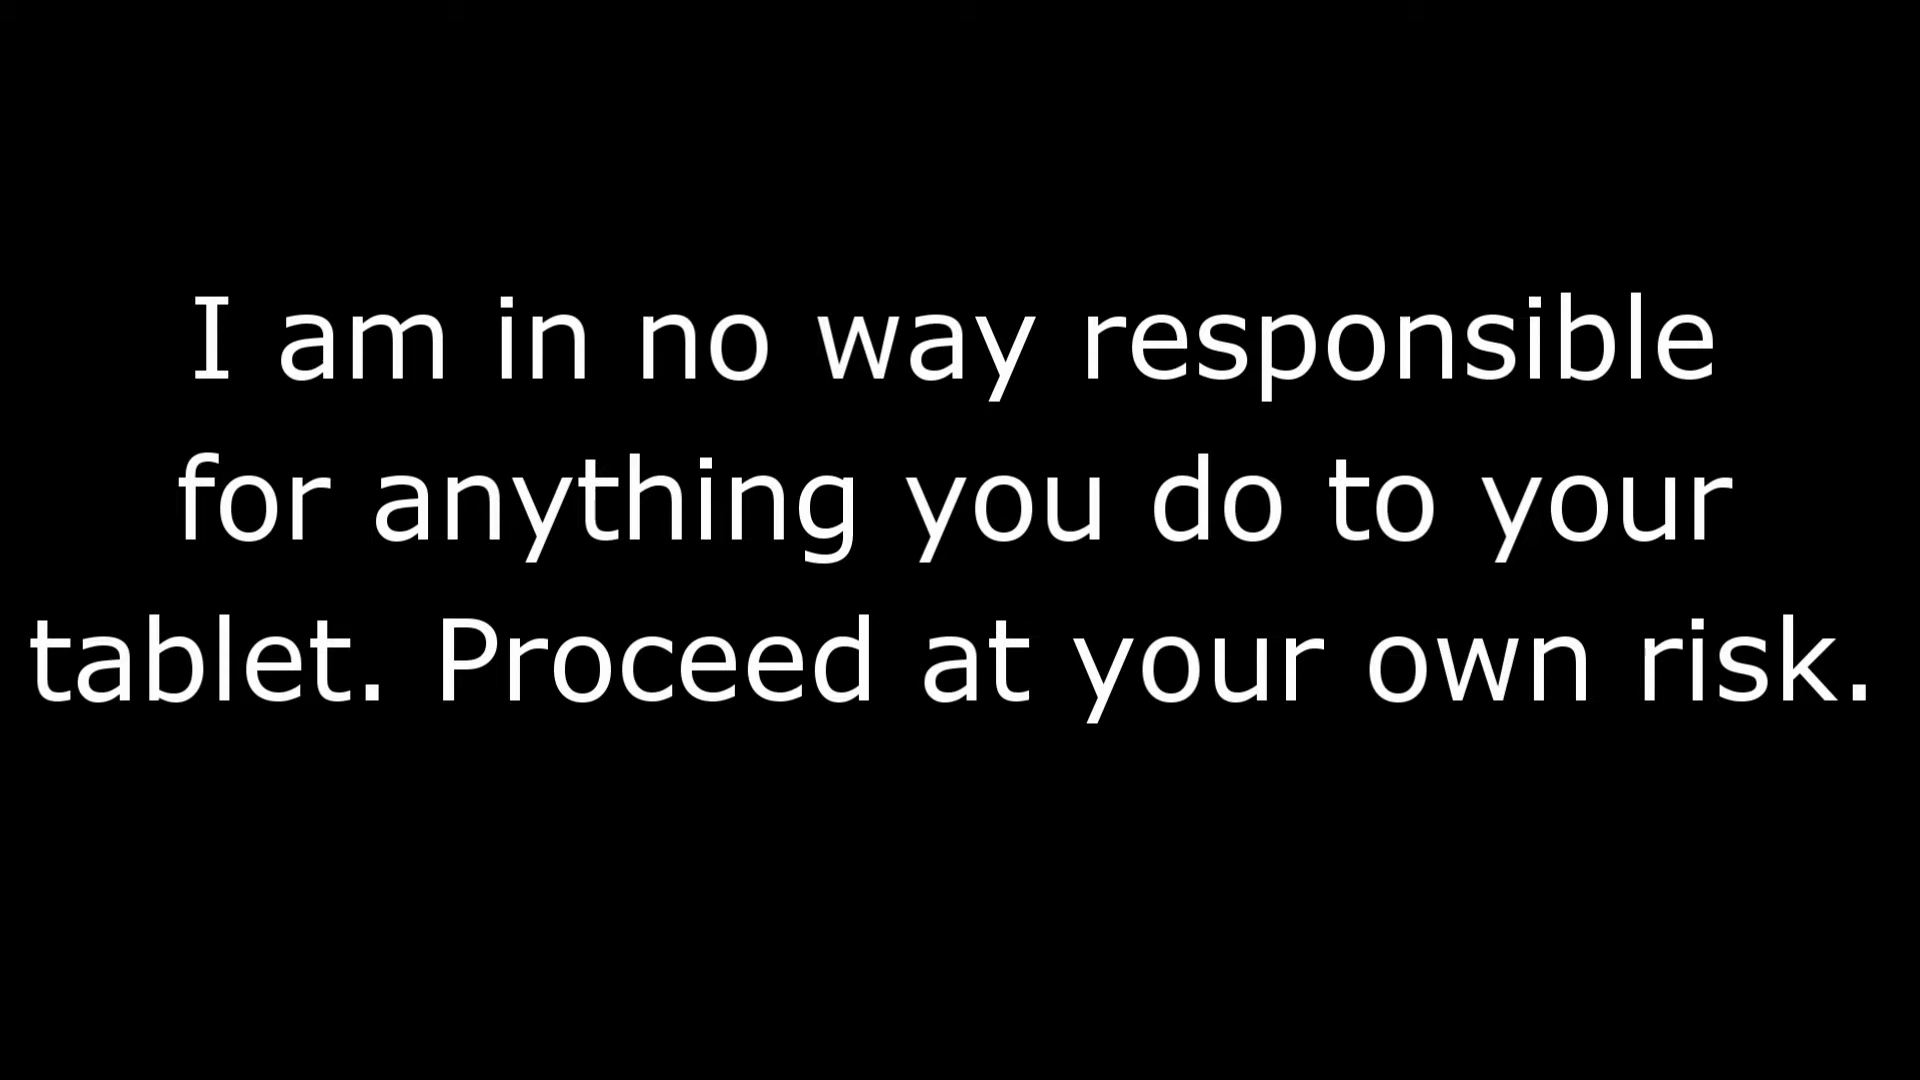 I am in no way responsible
for anything you do to your
tablet. Proceed at your own risk.